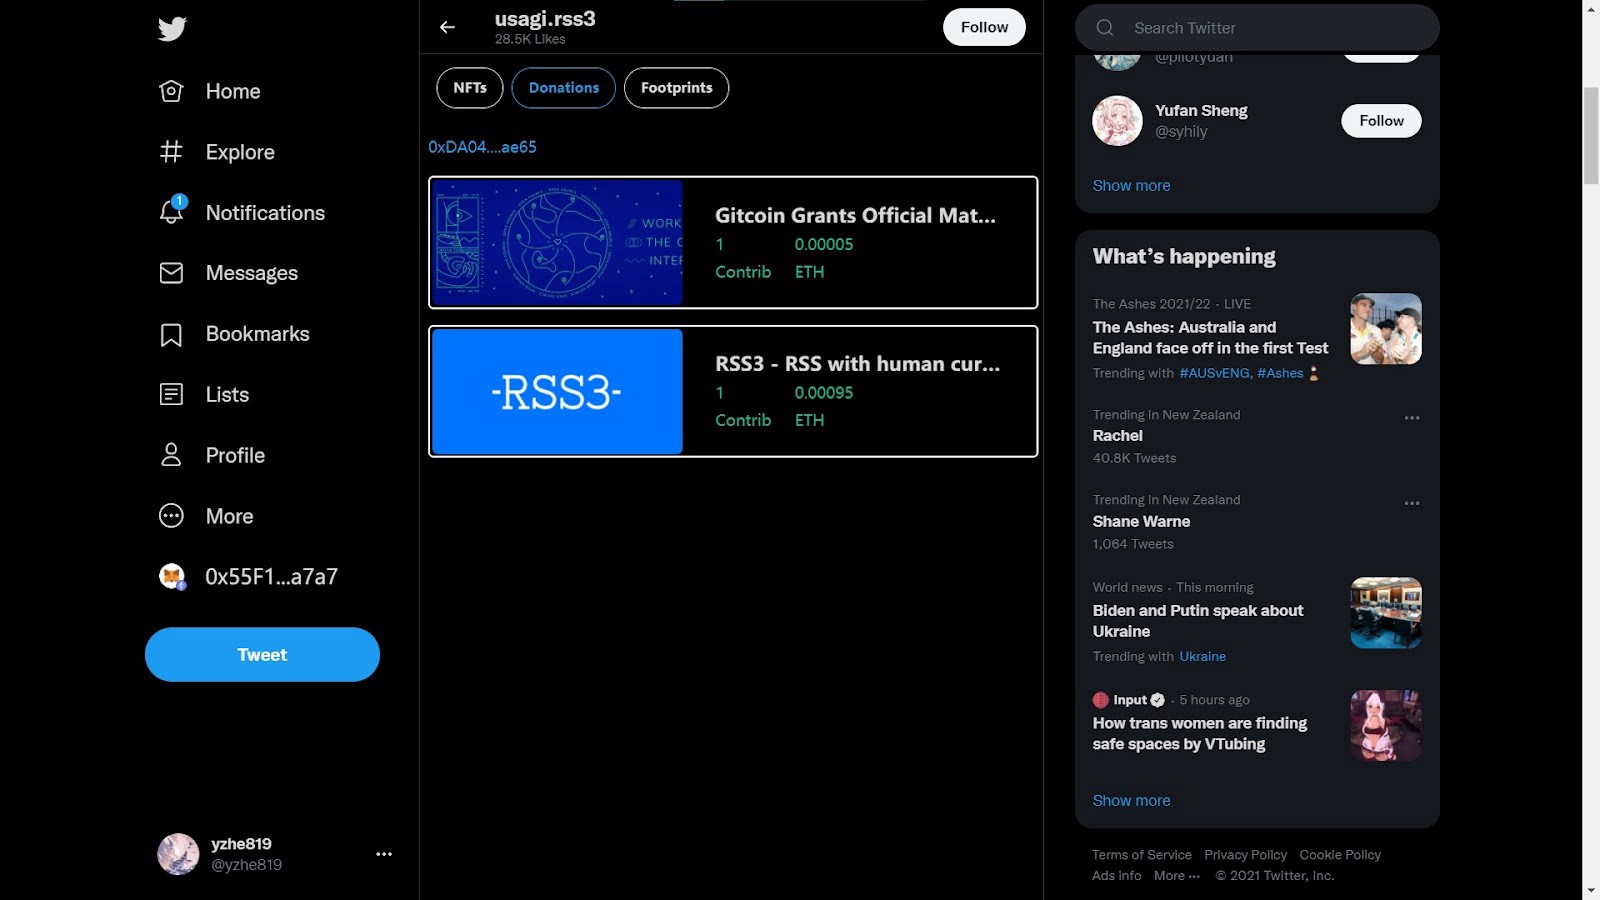 Home
Explore
1
Notifications
Messages
Bookmarks
Lists
Profile
More
0x55F1...a7a7
Tweet
yzhe819
@yzhe819
usagi.rss3
28.5K Likes
Follow
NFTs
Donations
Footprints
0xDA04....ae65
// WORK
THE
INTER
Gitcoin Grants Official Mat...
1 0.00005
Contrib ETH
-RSS3-
RSS3 - RSS with human cur...
1 0.00095
Contrib ETH
Search Twitter
@pilotyuan
Yufan Sheng
@syhily
Follow
Show more
What's happening
The Ashes 2021/22 · LIVE
The Ashes: Australia and
England face off in the first Test
Trending with #AUSvENG, #Ashes
Trending in New Zealand
Rachel
40.8K Tweets
Trending in New Zealand
Shane Warne
1,064 Tweets
World news · This morning
Biden and Putin speak about
Ukraine
Trending with Ukraine
Input · 5 hours ago
How trans women are finding
safe spaces by VTubing
Show more
Terms of Service Privacy Policy Cookie Policy
Ads info More ··· © 2021 Twitter, Inc.